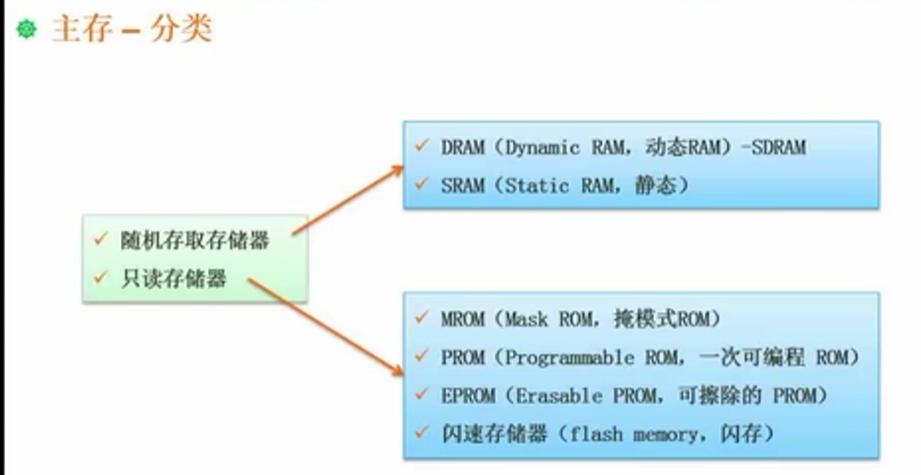 主存 – 分类
DRAM（Dynamic RAM，动态RAM）-SDRAM
SRAM（Static RAM，静态）
随机存取存储器
只读存储器
MROM（Mask ROM，掩模式ROM）
PROM（Programmable ROM，一次可编程 ROM）
EPROM（Erasable PROM，可擦除的 PROM）
闪速存储器（flash memory，闪存）